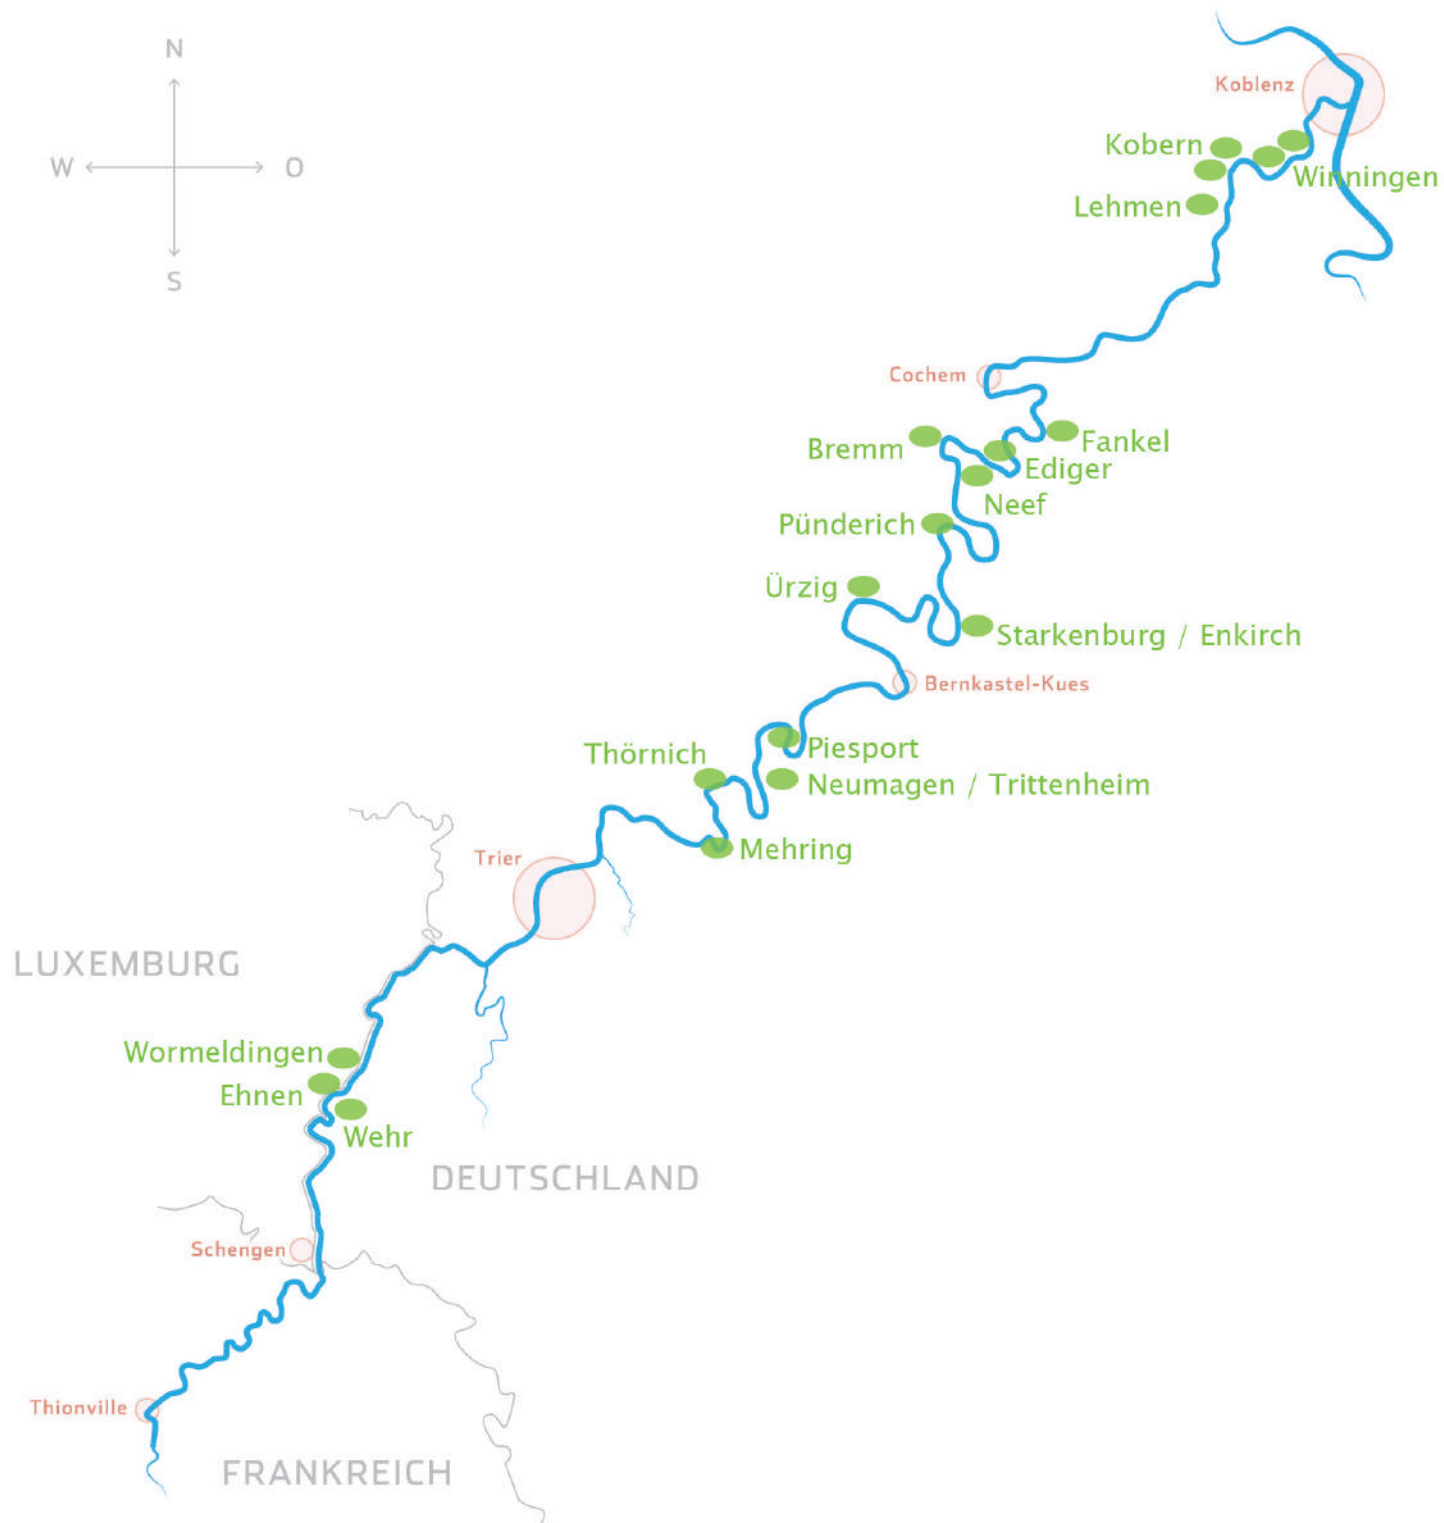 N
W
O
S
Koblenz
Kobern
Winningen
Lehmen
Cochem
Fankel
Bremm
Ediger
Neef
Pünderich
Ürzig
Starkenburg / Enkirch
Bernkastel-Kues
Piesport
Thörnich
Neumagen / Trittenheim
Mehring
Trier
LUXEMBURG
Wormeldingen
Ehnen
Wehr
DEUTSCHLAND
Schengen
Thionville
FRANKREICH